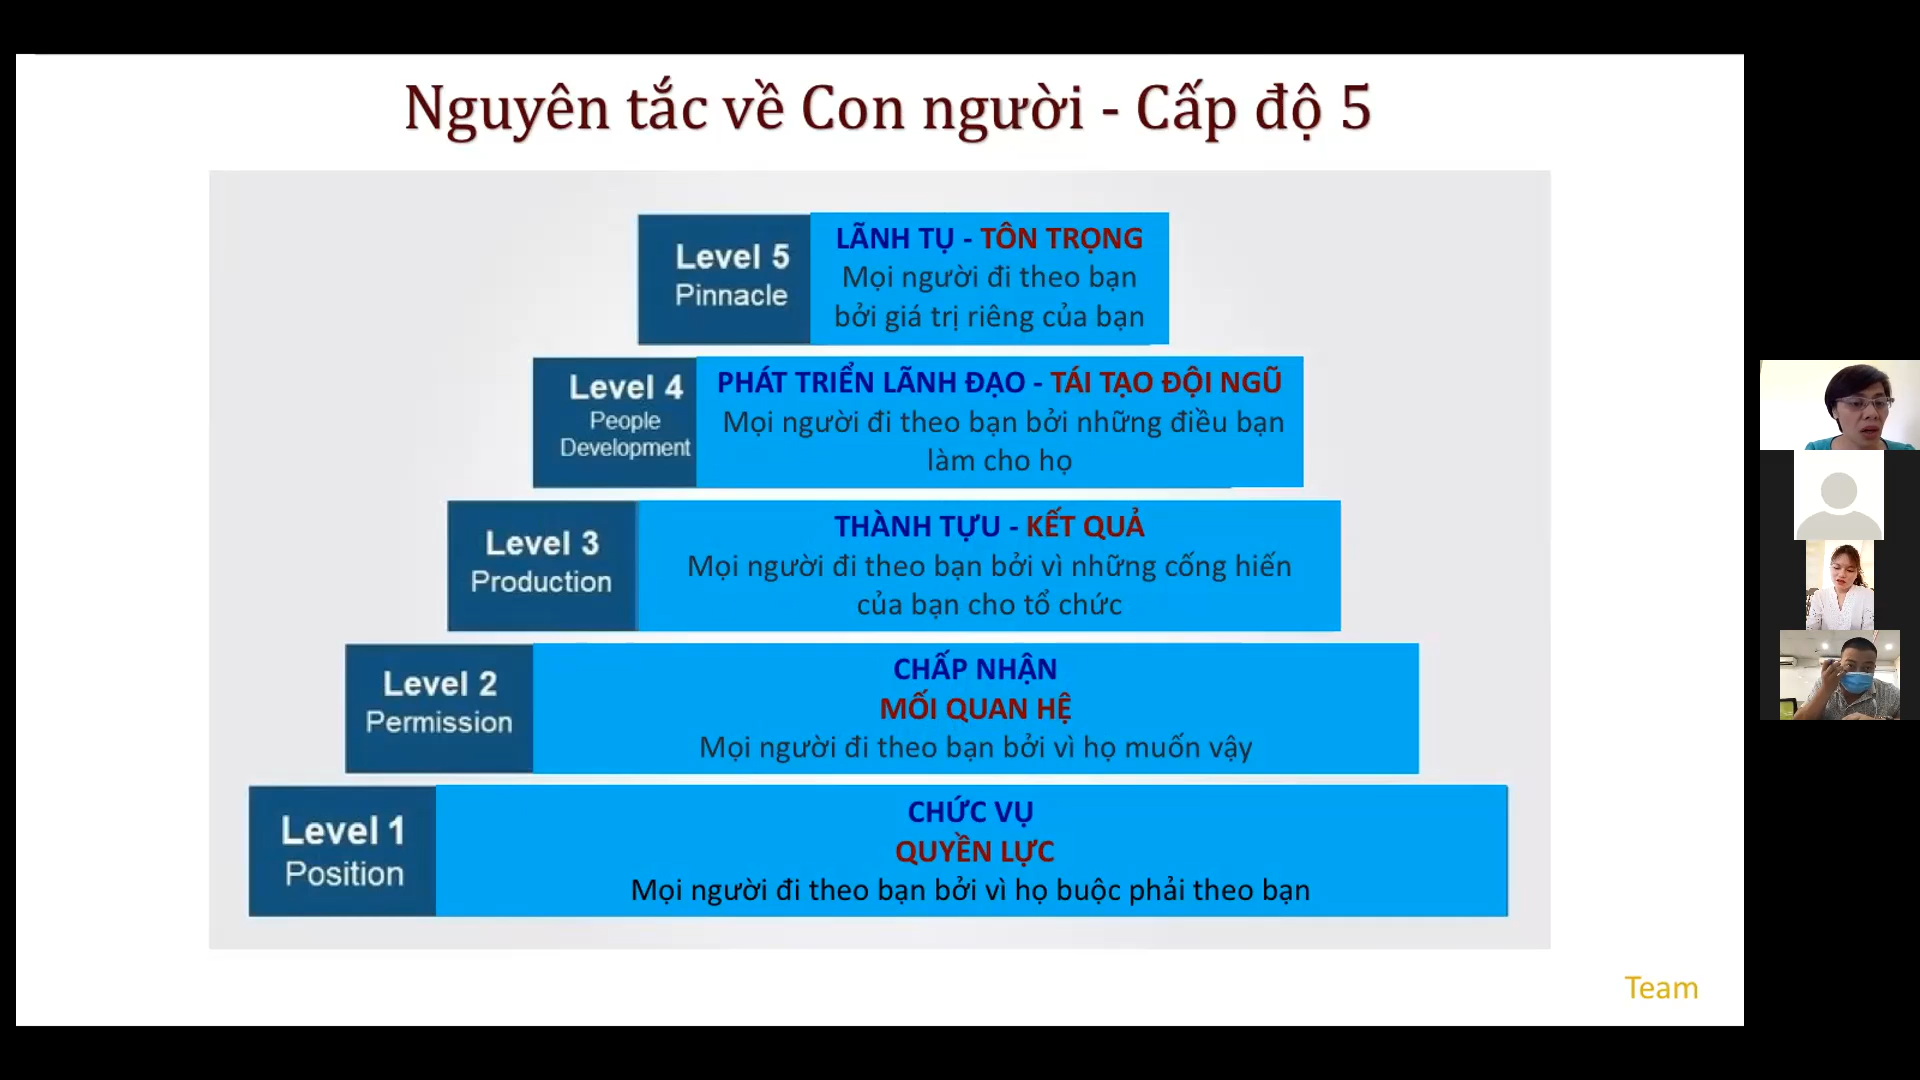 Nguyên tắc về Con người - Cấp độ 5
Level 5
Pinnacle
LÃNH TỤ - TÔN TRỌNG
Mọi người đi theo bạn
bởi giá trị riêng của bạn
Level 4
People
Development
PHÁT TRIỂN LÃNH ĐẠO - TÁI TẠO ĐỘI NGŨ
Mọi người đi theo bạn bởi những điều bạn
làm cho họ
Level 3
Production
THÀNH TỰU - KẾT QUẢ
Mọi người đi theo bạn bởi vì những cống hiến
của bạn cho tổ chức
Level 2
Permission
CHẤP NHẬN
MỐI QUAN HỆ
Mọi người đi theo bạn bởi vì họ muốn vậy
Level 1
Position
CHỨC VỤ
QUYỀN LỰC
Mọi người đi theo bạn bởi vì họ buộc phải theo bạn
Team